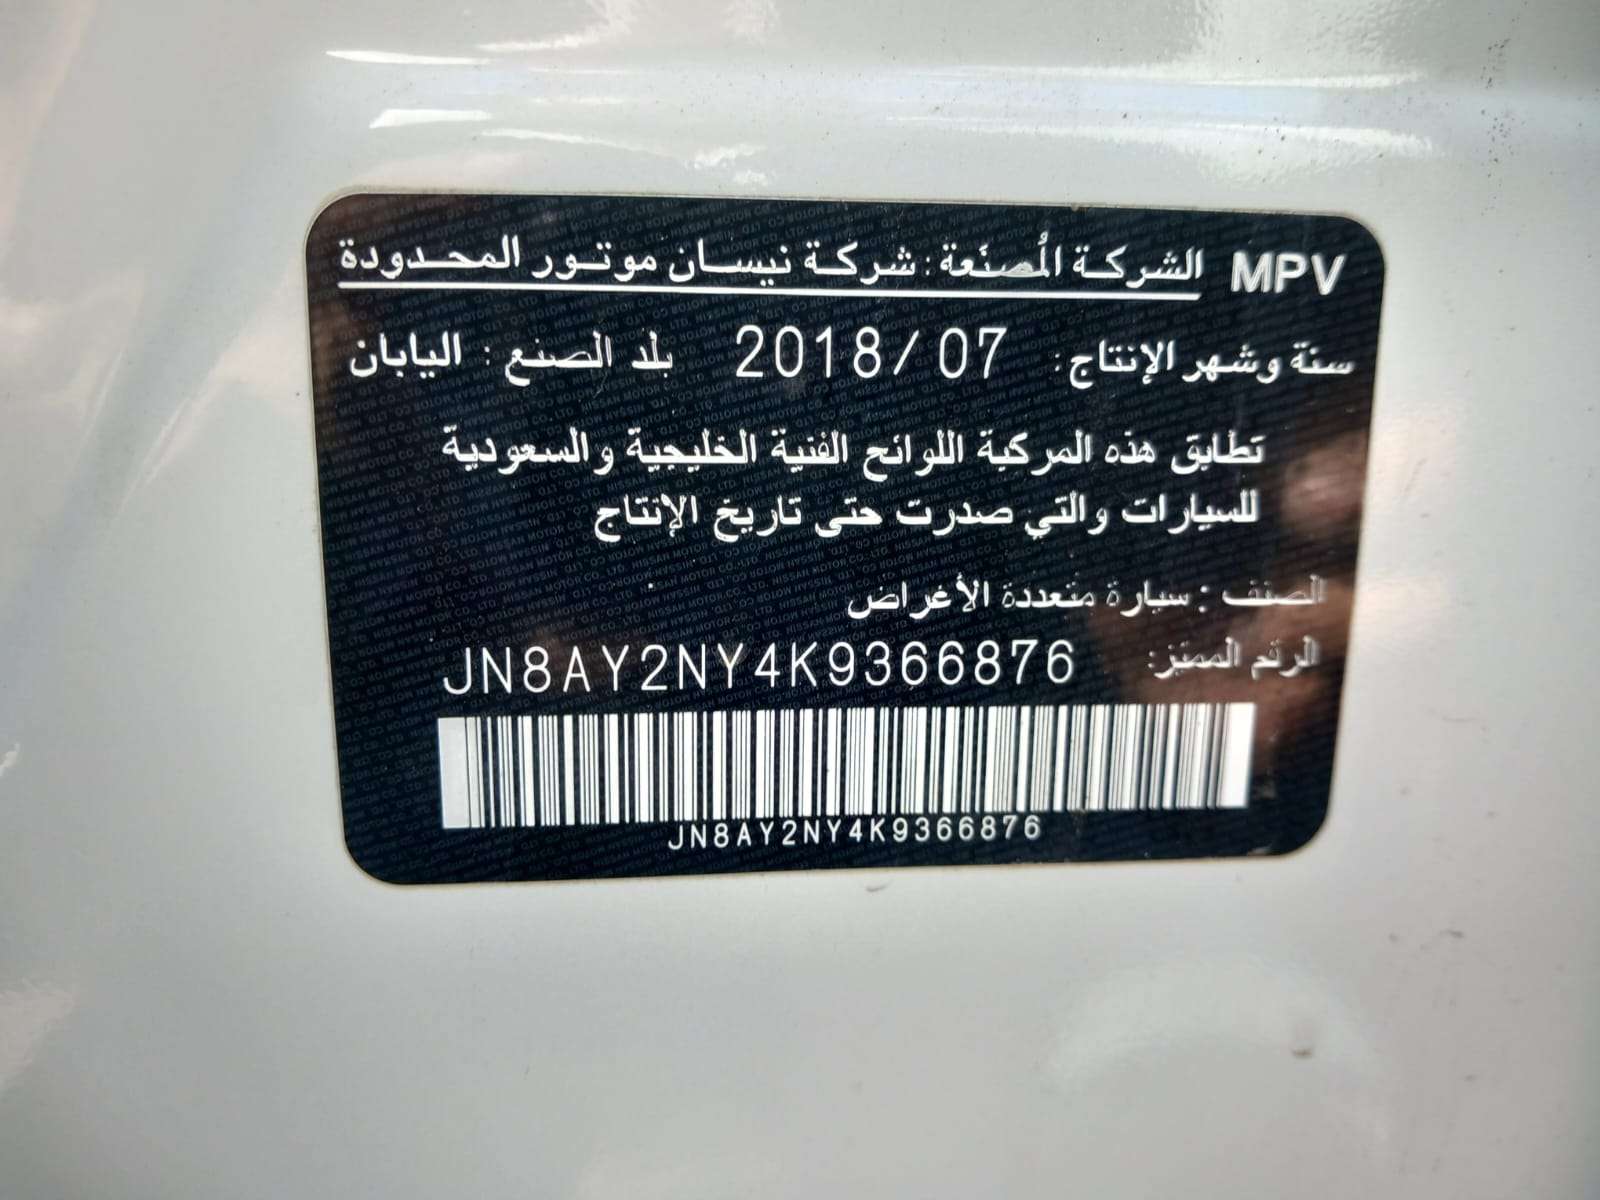 MPV الشركة المُصنَعة : شركة نيسان موتور المحدودة
سنة وشهر الإنتاج: 2018/07 بلد الصنع : اليابان
تطابق هذه المركبة اللوائح الفنية الخليجية والسعودية
للسيارات والتي صدرت حتى تاريخ الإنتاج
الصنف : سيارة متعددة الأغراض
الرقم المميز: JN8AY2NY4K9366876
JN8AY2NY4K9366876